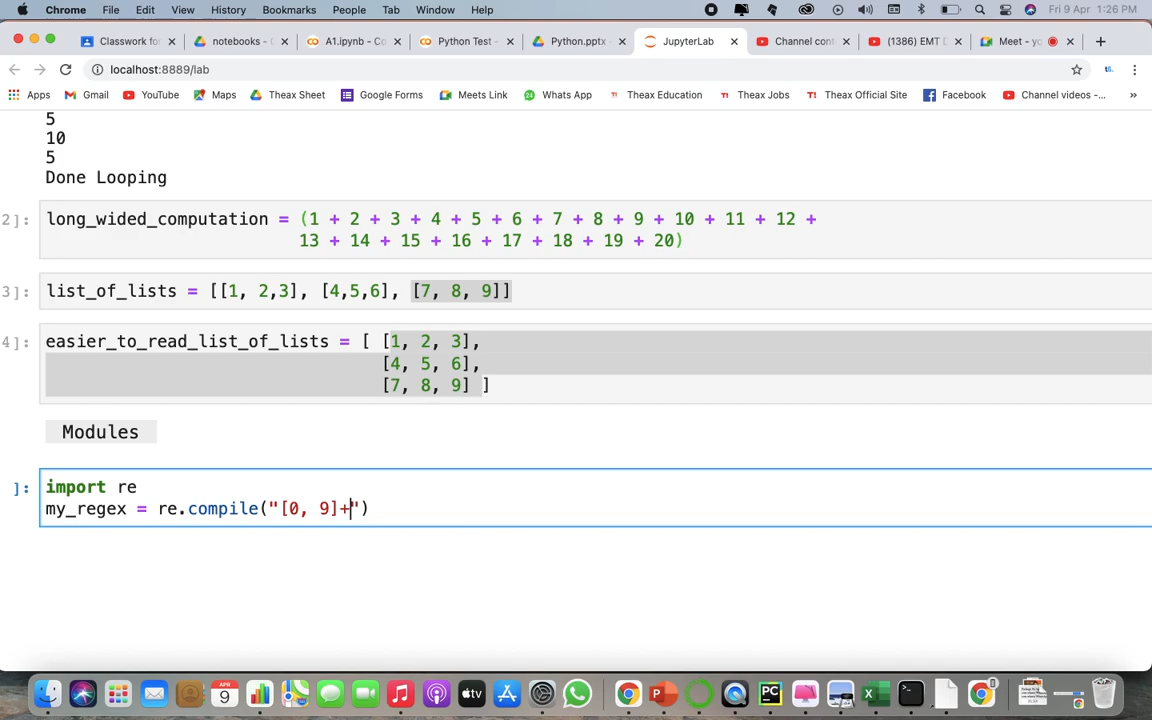 Chrome File Edit View History Bookmarks People Tab Window Help Fri 9 Apr 1:26 PM
Classwork fo notebooks - A1.ipynb - Co Python Test - Python.pptx JupyterLab Channel cont (1386) EMT Meet -
localhost:8889/lab
Apps Gmail YouTube Maps Theax Sheet Google Forms Meets Link Whats App Theax Education Theax Jobs Theax Official Site Facebook Channel videos -... »
5
10
5
Done Looping
2]: long_wided_computation = (1 + 2 + 3 + 4 + 5 + 6 + 7 + 8 + 9 + 10 + 11 + 12 +
13 + 14 + 15 + 16 + 17 + 18 + 19 + 20)
3]: list_of_lists = [[1, 2,3], [4,5,6], [7, 8, 9]]
4]: easier_to_read_list_of_lists = [ [1, 2, 3],
[4, 5, 6],
[7, 8, 9] ]
Modules
]: import re
my_regex = re.compile("[0, 9]+")